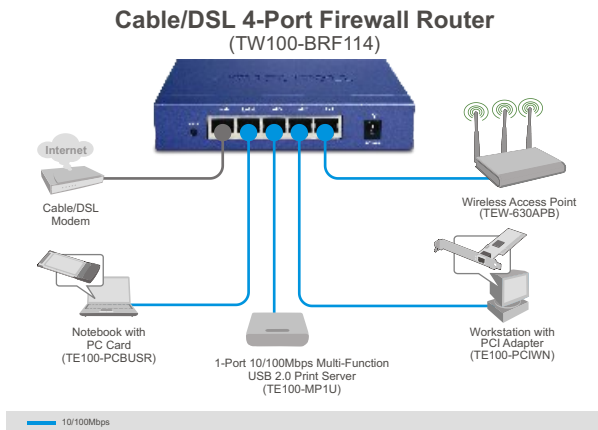 Cable/DSL 4-Port Firewall Router
(TW100-BRF114)
Internet
Cable/DSL
Modem
Wireless Access Point
(TEW-630APB)
Notebook with
PC Card
(TE100-PCBUSR)
1-Port 10/100Mbps Multi-Function
USB 2.0 Print Server
(TE100-MP1U)
Workstation with
PCI Adapter
(TE100-PCIWN)
10/100Mbps